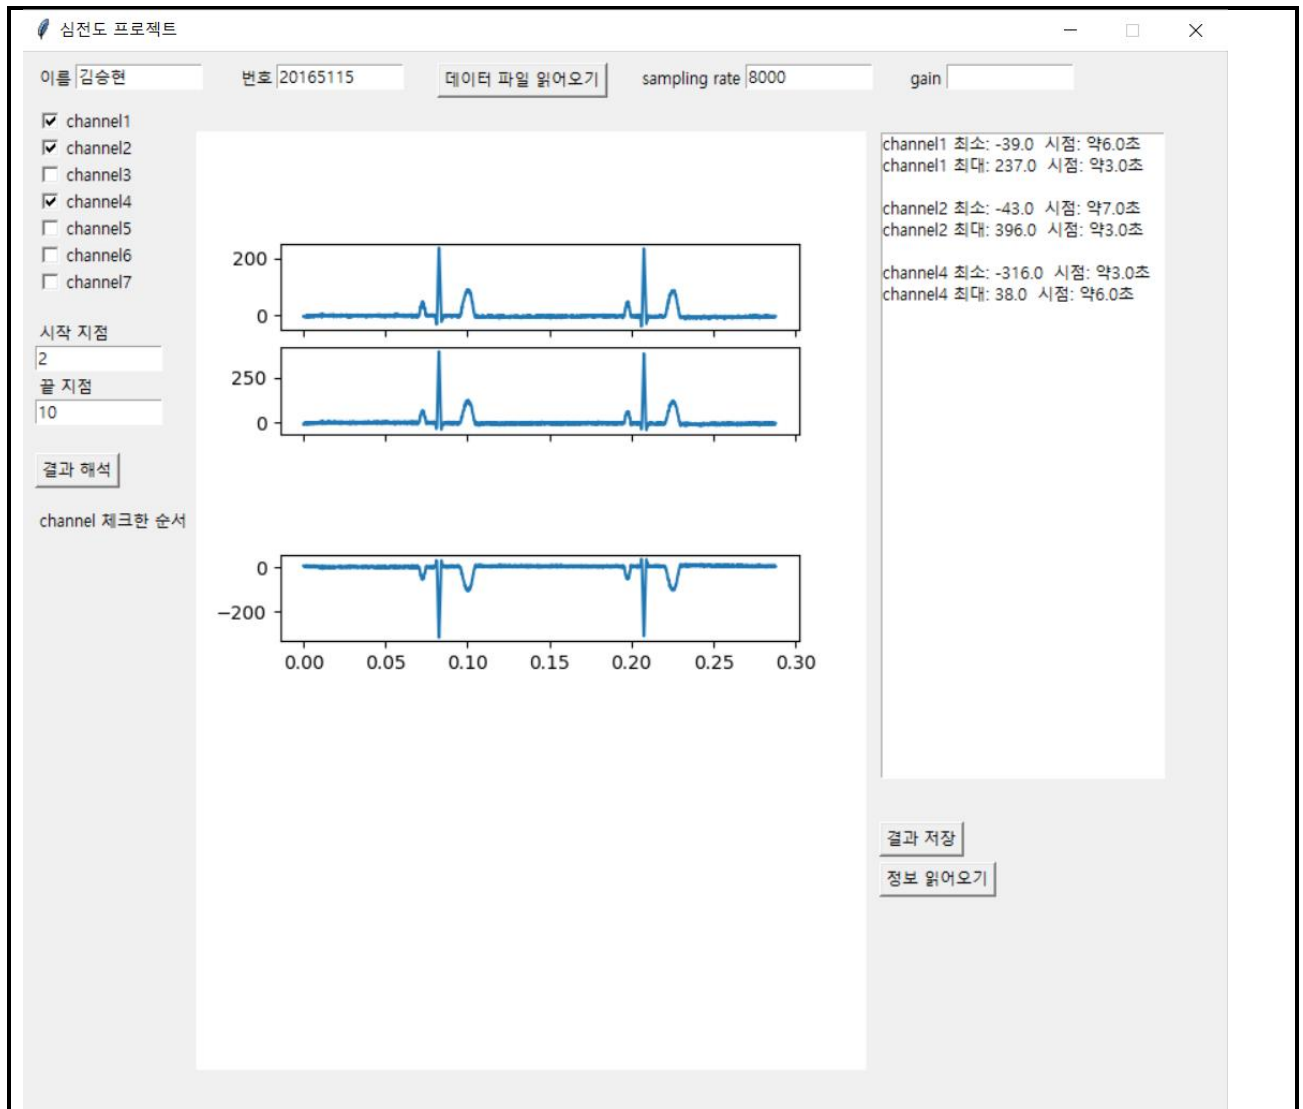 심전도 프로젝트
이름 김승현 번호 20165115 데이터 파일 읽어오기 sampling rate 8000 gain
channel1
channel2
channel3
channel4
channel5
channel6
channel7
시작 지점
2
끝 지점
10
결과 해석
channel 체크한 순서
200
0
250
0
0
−200
0.00 0.05 0.10 0.15 0.20 0.25 0.30
channel1 최소: -39.0 시점: 약6.0초
channel1 최대: 237.0 시점: 약3.0초
channel2 최소: -43.0 시점: 약7.0초
channel2 최대: 396.0 시점: 약3.0초
channel4 최소: -316.0 시점: 약3.0초
channel4 최대: 38.0 시점: 약6.0초
결과 저장
정보 읽어오기